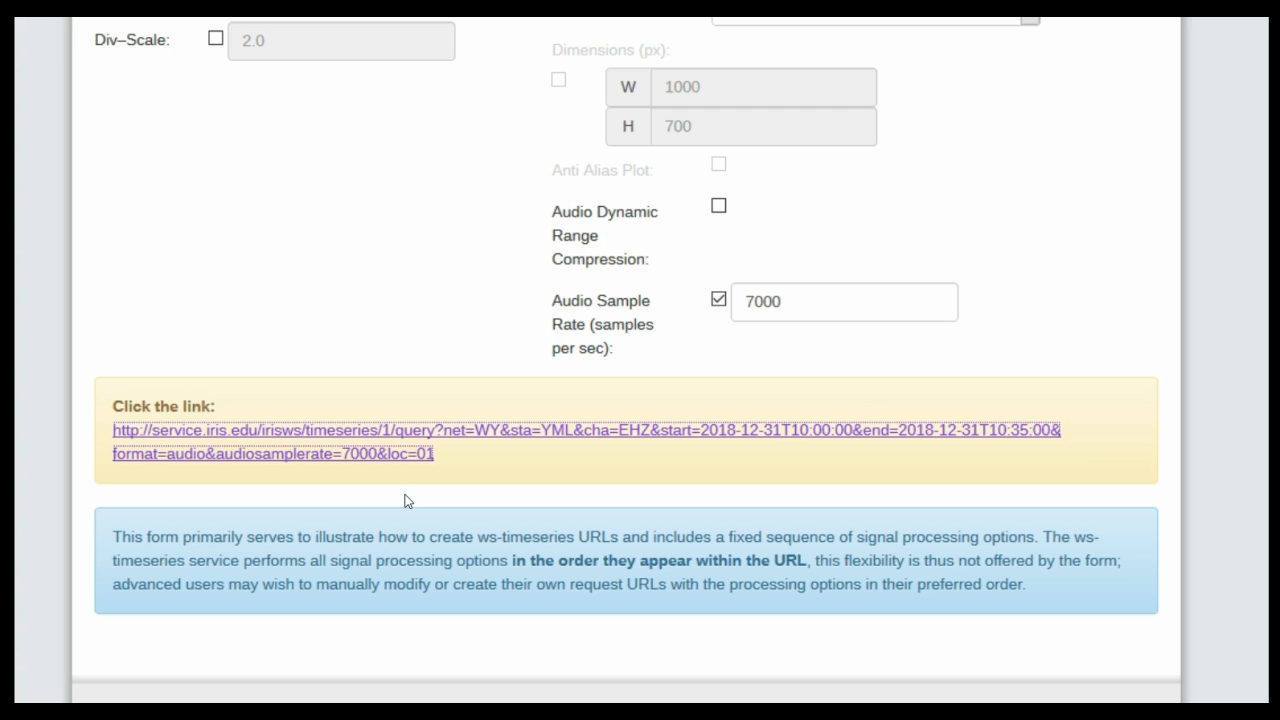 Div–Scale:
2.0
Dimensions (px):
W 1000
H 700
Anti Alias Plot:
Audio Dynamic
Range
Compression:
Audio Sample
Rate (samples
per sec):
7000
Click the link:
http://service.iris.edu/irisws/timeseries/1/query?net=WY&sta=YML&cha=EHZ&start=2018-12-31T10:00:00&end=2018-12-31T10:35:00&
format=audio&audiosamplerate=7000&loc=01
This form primarily serves to illustrate how to create ws-timeseries URLs and includes a fixed sequence of signal processing options. The ws-
timeseries service performs all signal processing options in the order they appear within the URL, this flexibility is thus not offered by the form;
advanced users may wish to manually modify or create their own request URLs with the processing options in their preferred order.